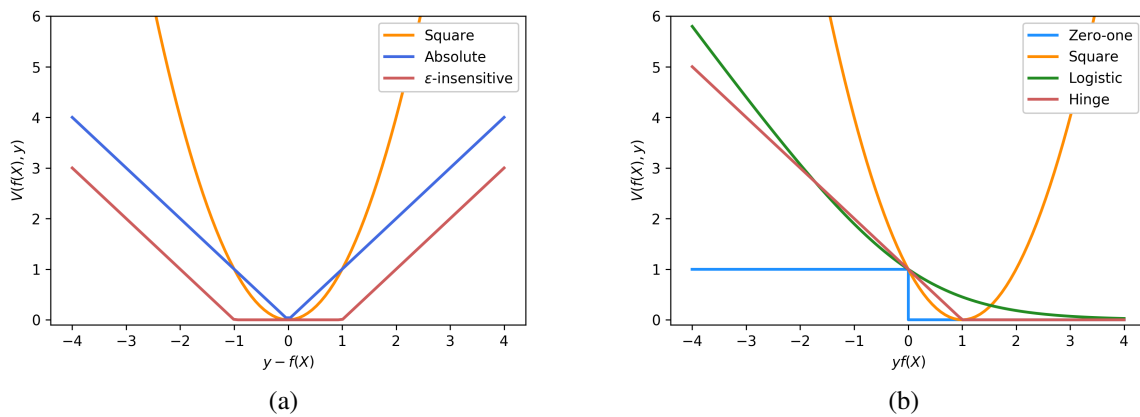 6
5
4
3
2
1
0
V(f(X), y)
−4 −3 −2 −1 0 1 2 3 4
y − f(X)
Square
Absolute
ε-insensitive
(a)
6
5
4
3
2
1
0
V(f(X), y)
−4 −3 −2 −1 0 1 2 3 4
yf(X)
Zero-one
Square
Logistic
Hinge
(b)